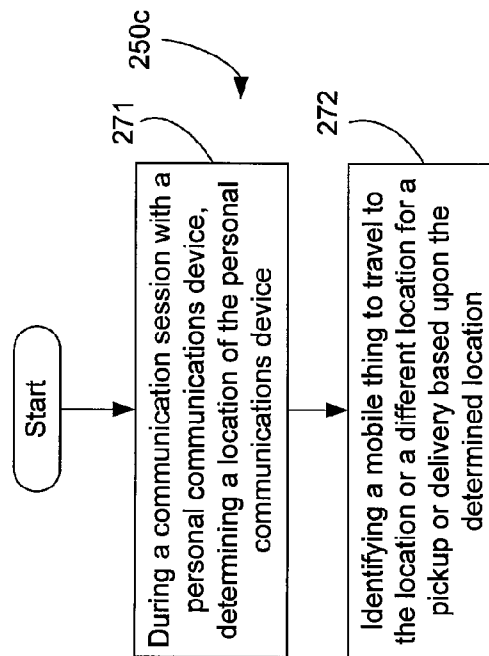 Start
250c
271
During a communication session with a
personal communications device,
determining a location of the personal
communications device
272
Identifying a mobile thing to travel to
the location or a different location for a
pickup or delivery based upon the
determined location